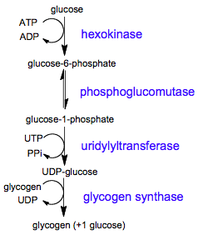 glucose
ATP
hexokinase
ADP
glucose-6-phosphate
phosphoglucomutase
glucose-1-phosphate
UTP
uridylyltransferase
PPi
UDP-glucose
glycogen
glycogen synthase
UDP
glycogen (+1 glucose)